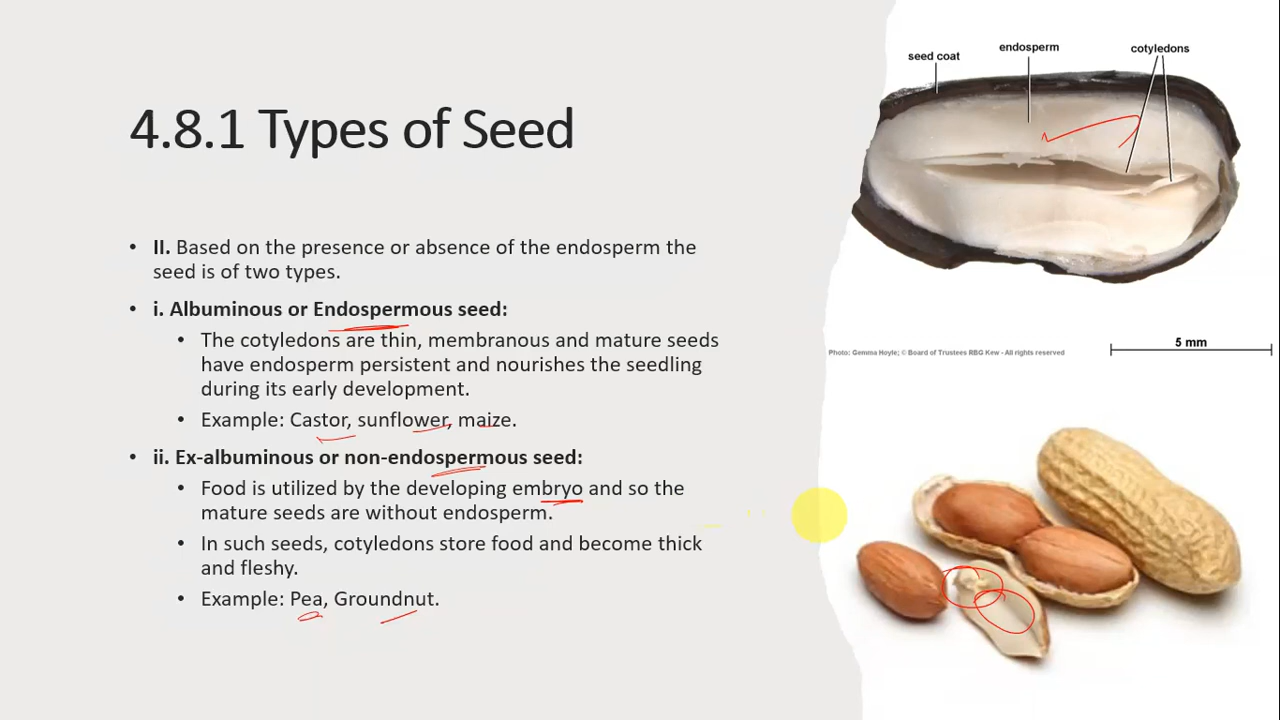 4.8.1 Types of Seed
• II. Based on the presence or absence of the endosperm the
seed is of two types.
• i. Albuminous or Endospermous seed:
• The cotyledons are thin, membranous and mature seeds
have endosperm persistent and nourishes the seedling
during its early development.
• Example: Castor, sunflower, maize.
• ii. Ex-albuminous or non-endospermous seed:
• Food is utilized by the developing embryo and so the
mature seeds are without endosperm.
• In such seeds, cotyledons store food and become thick
and fleshy.
• Example: Pea, Groundnut.
seed coat
endosperm
cotyledons
Photo: Gemma Hoyle; © Board of Trustees RBG Kew - All rights reserved
5 mm